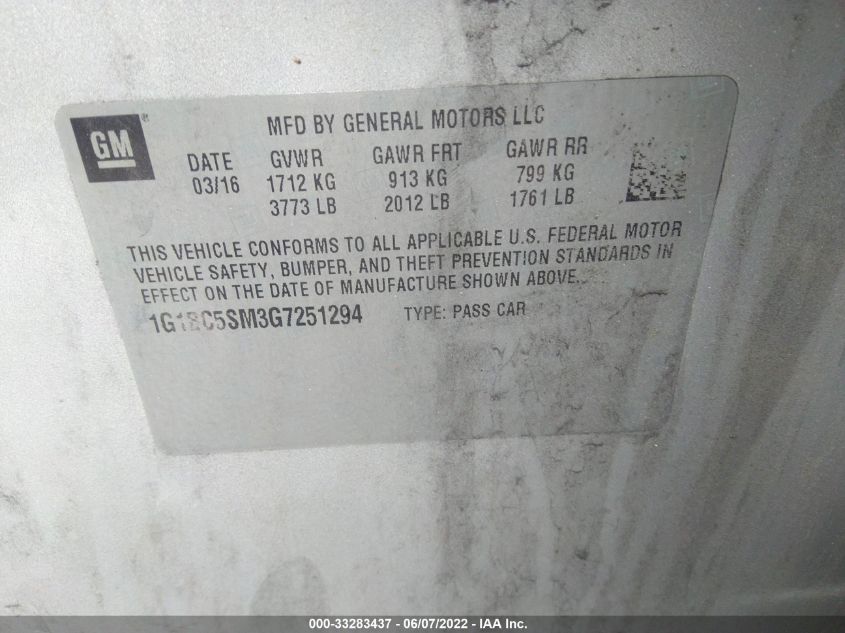 GM
MFD BY GENERAL MOTORS LLC
DATE GVWR GAWR FRT GAWR RR
03/16 1712 KG 913 KG 799 KG
3773 LB 2012 LB 1761 LB
THIS VEHICLE CONFORMS TO ALL APPLICABLE U.S. FEDERAL MOTOR
VEHICLE SAFETY, BUMPER, AND THEFT PREVENTION STANDARDS IN
EFFECT ON THE DATE OF MANUFACTURE SHOWN ABOVE.
TYPE: PASS CAR
000-33283437 - 06/07/2022 - IAA Inc.